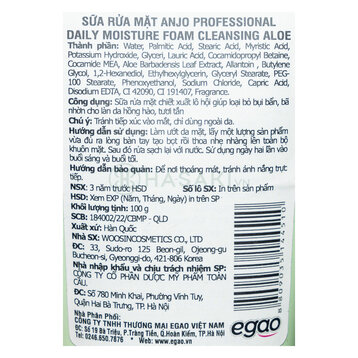 SỮA RỬA MẶT ANJO PROFESSIONAL
DAILY MOISTURE FOAM CLEANSING ALOE
Thành phần: Water, Palmitic Acid, Stearic Acid, Myristic Acid,
Potassium Hydroxide, Glyceri, Lauric Acid, Cocamidopropyl Betaine,
Cocamide MEA, Aloe Barbadensis Leaf Extract, Allantoin, Butylene
Glycol, 1,2-Hexanediol, Ethylhexylglycerin, Glyceryl Stearate, PEG-
100 Stearate, Phenoxyethanol, Sodium Chloride, Capric Acid,
Disodium EDTA, CI 42090, CI 191407, Fragrance.
Công dụng: Sữa rửa mặt chiết xuất lô hội giúp loại bỏ bụi bẩn, bã
nhờn cho làn da hồng hào, tươi tắn
Chú ý: Tránh tiếp xúc vào mắt, chỉ dùng ngoài da.
Hướng dẫn sử dụng: Làm ướt da mặt, lấy một lượng sản phẩm
vừa đủ ra lòng bàn tay tạo bọt rồi thoa nhẹ nhàng lên toàn bộ
khuôn mặt. Sau đó rửa sạch lại với nước. Sử dụng ngày hai lần vào
buổi sáng và buổi tối.
Hướng dẫn bảo quản: Để nơi thoáng mát, tránh ánh nắng trực
tiếp.
NSX: 3 năm trước HSD Số lô SX: In trên sản phẩm
HSD: Xem EXP (Năm, Tháng, Ngày) in trên SP
Khối lượng tịnh: 100 g
SCB: 184002/22/CBMP - QLD
Xuất xứ: Hàn Quốc
Nhà SX: WOOSINCOSMETICS CO., LTD
ĐC: 33, Sudo-ro 125 Beon-gil, Ojeong-gu
Bucheon-si, Gyeonggi-do, 421-806 Korea
Nhà nhập khẩu và chịu trách nhiệm SP:
CÔNG TY CỔ PHẦN DƯỢC MỸ PHẨM TOÀN
CẦU.
ĐC: Số 780 Minh Khai, Phường Vĩnh Tuy,
Quận Hai Bà Trưng, TP Hà Nội
Nhà Phân Phối:
CÔNG TY TNHH THƯƠNG MẠI EGAO VIỆT NAM
egao
www.egao.vn